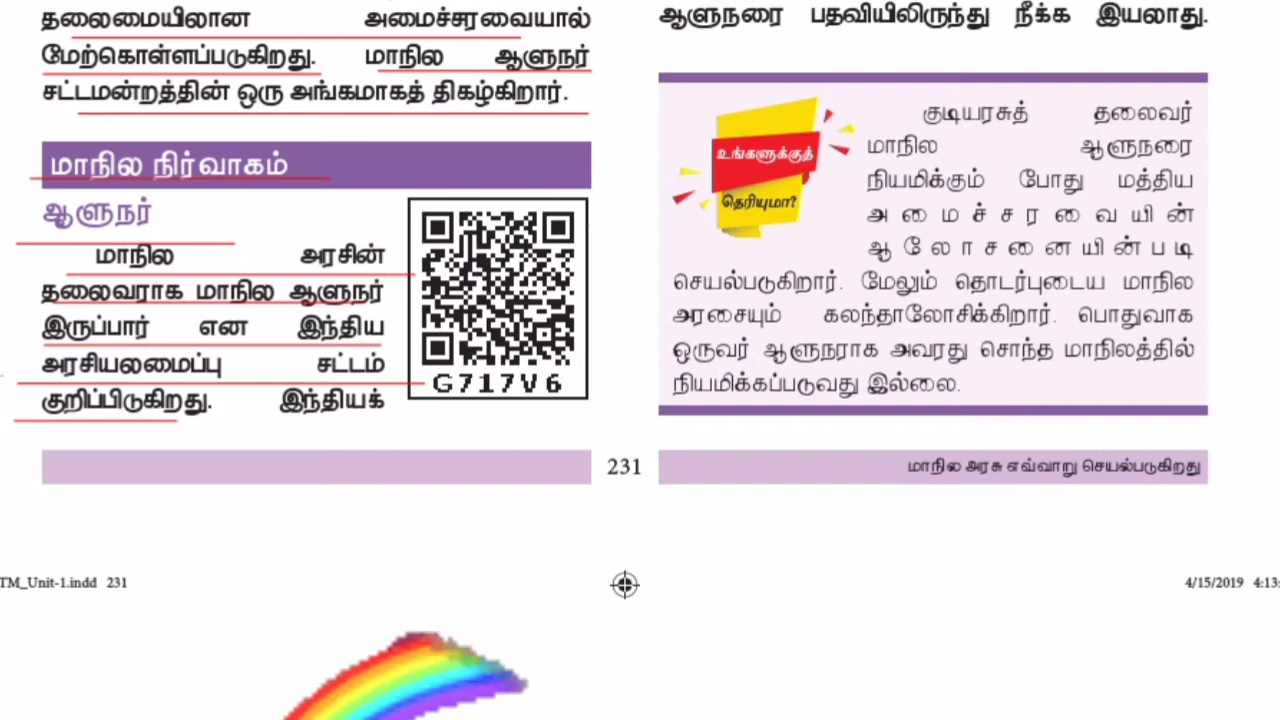 தலைமையிலான அமைச்சரவையால்
மேற்கொள்ளப்படுகிறது. மாநில ஆளுநர்
சட்டமன்றத்தின் ஒரு அங்கமாகத் திகழ்கிறார்.
மாநில நிர்வாகம்
ஆளுநர்
மாநில அரசின்
தலைவராக மாநில ஆளுநர்
இருப்பார் என இந்திய
அரசியலமைப்பு சட்டம்
குறிப்பிடுகிறது. இந்தியக்
G717V6
ஆளுநரை பதவியிலிருந்து நீக்க இயலாது.
உங்களுக்குத்
தெரியுமா?
குடியரசுத் தலைவர்
மாநில ஆளுநரை
நியமிக்கும் போது மத்திய
அமைச்சரவையின்
ஆலோசனையின்படி
செயல்படுகிறார். மேலும் தொடர்புடைய மாநில
அரசையும் கலந்தாலோசிக்கிறார். பொதுவாக
ஒருவர் ஆளுநராக அவரது சொந்த மாநிலத்தில்
நியமிக்கப்படுவது இல்லை.
231
மாநில அரசு எவ்வாறு செயல்படுகிறது
TM_Unit-1.indd 231
4/15/2019 4:13: